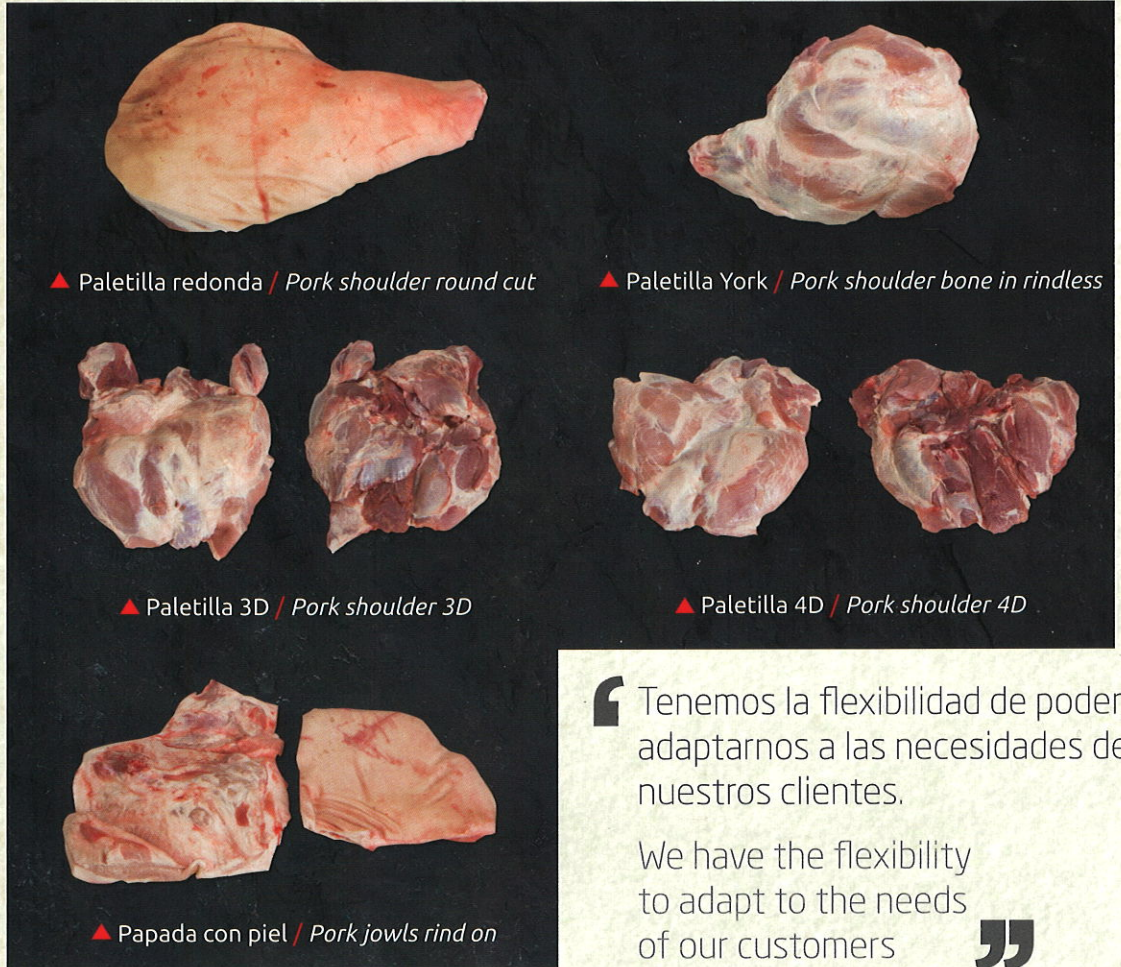 ▲ Paletilla redonda / Pork shoulder round cut
▲ Paletilla York / Pork shoulder bone in rindless
▲ Paletilla 3D / Pork shoulder 3D
▲ Paletilla 4D / Pork shoulder 4D
▲ Papada con piel / Pork jowls rind on
‘ Tenemos la flexibilidad de poder
adaptarnos a las necesidades de
nuestros clientes.
We have the flexibility
to adapt to the needs
of our customers ”